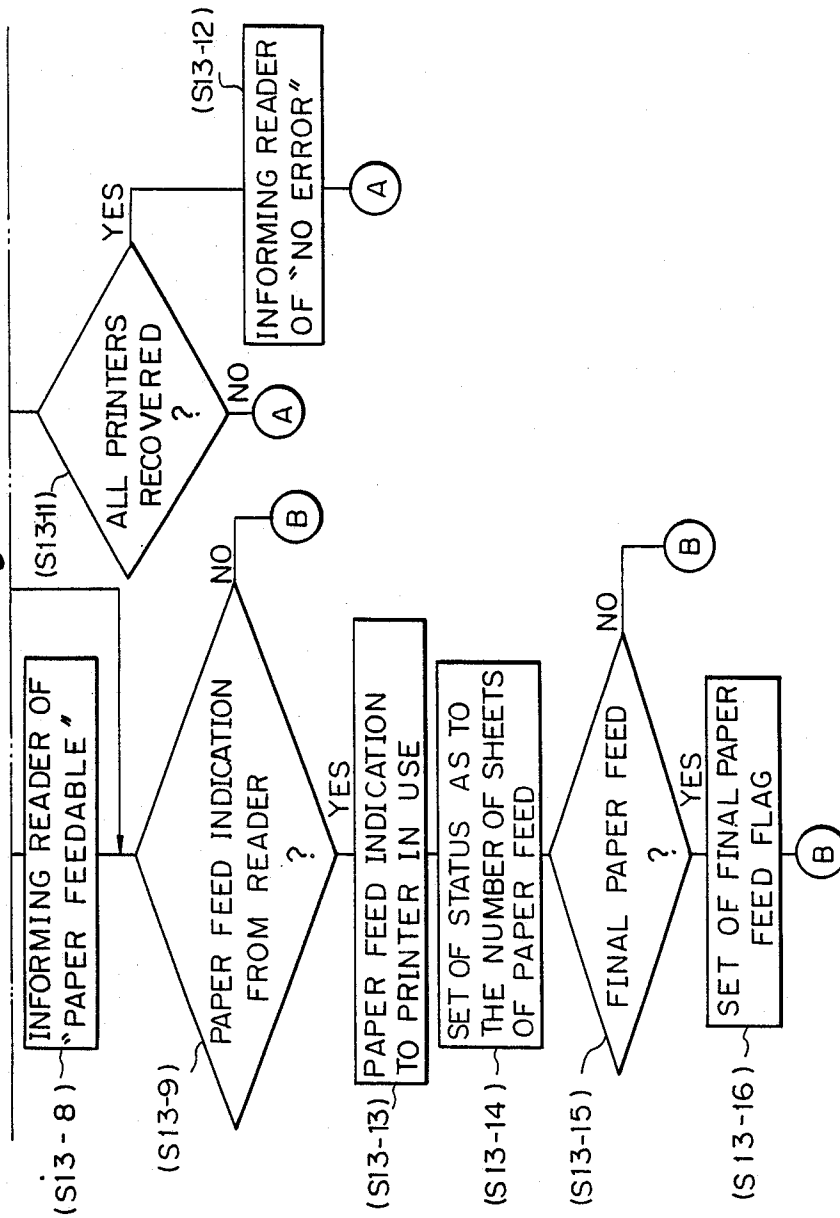 (S13-8)
INFORMING READER OF
"PAPER FEEDABLE"
(S13-9)
PAPER FEED INDICATION
FROM READER
?
NO
B
YES
(S13-13)
PAPER FEED INDICATION
TO PRINTER IN USE
(S13-14)
SET OF STATUS AS TO
THE NUMBER OF SHEETS
OF PAPER FEED
(S13-15)
FINAL PAPER FEED
?
NO
B
YES
(S13-16)
SET OF FINAL PAPER
FEED FLAG
B
(S13-11)
ALL PRINTERS
RECOVERED
?
YES
NO
A
(S13-12)
INFORMING READER
OF "NO ERROR"
A